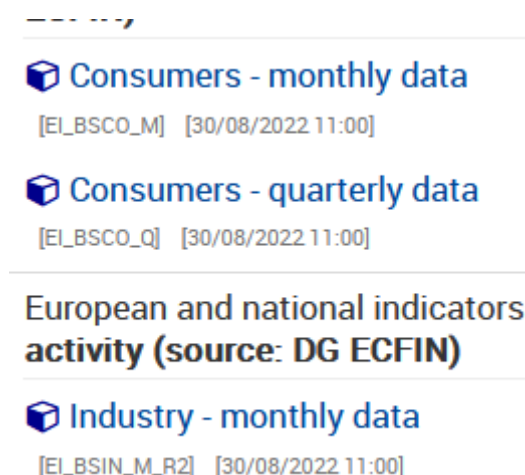 Consumers - monthly data
[EI_BSCO_M] [30/08/2022 11:00]
Consumers - quarterly data
[EI_BSCO_Q] [30/08/2022 11:00]
European and national indicators
activity (source: DG ECFIN)
Industry - monthly data
[EI_BSIN_M_R2] [30/08/2022 11:00]